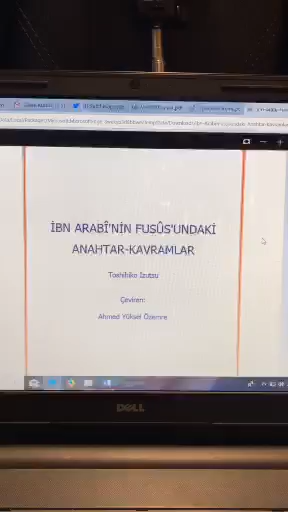 İBN ARABÎ'NİN FUSÛS'UNDAKİ
ANAHTAR-KAVRAMLAR
Toshihiko Izutsu
Çeviren:
Ahmed Yüksel Özemre
DELL